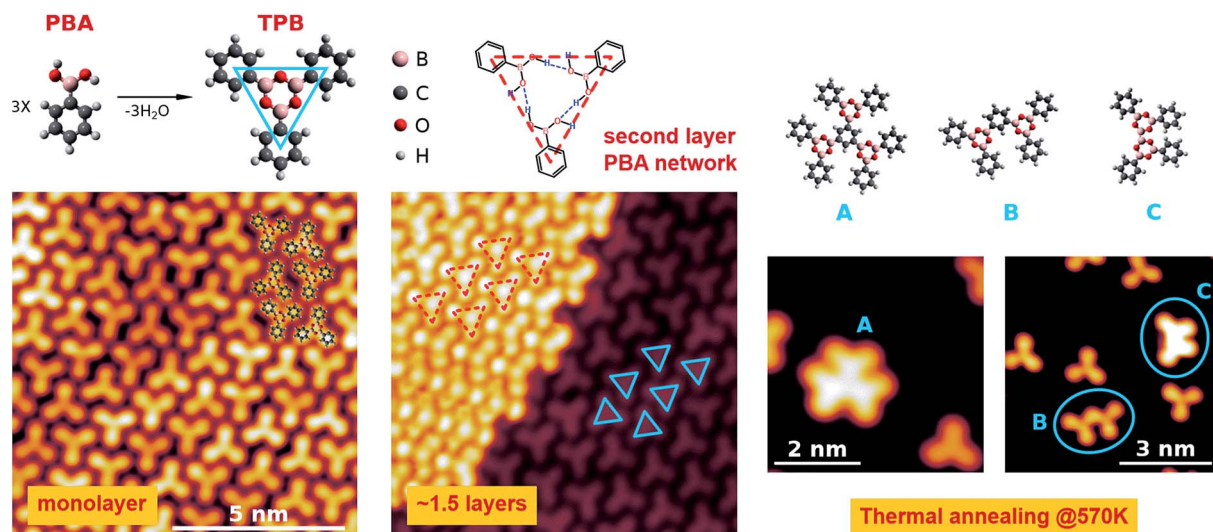 PBA
TPB
3X
-3H₂O
B
C
O
H
H
O
B
O
H
H
O
B
O
H
H
O
B
O
H
second layer
PBA network
A
B
C
monolayer
5 nm
~1.5 layers
A
2 nm
C
B
3 nm
Thermal annealing @570K